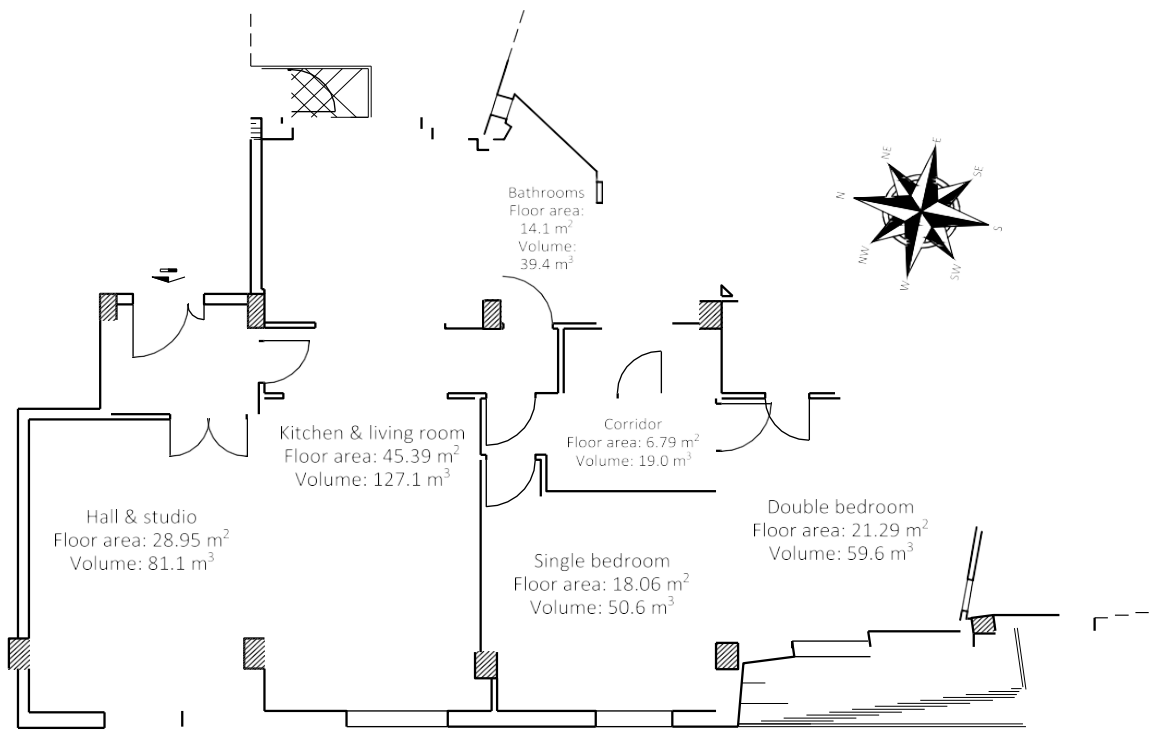 Bathrooms
Floor area:
14.1 m²
Volume:
39.4 m³
E
NE
SE
N
S
NW
SW
W
Corridor
Floor area: 6.79 m²
Volume: 19.0 m³
Kitchen & living room
Floor area: 45.39 m²
Volume: 127.1 m³
Hall & studio
Floor area: 28.95 m²
Volume: 81.1 m³
Double bedroom
Floor area: 21.29 m²
Volume: 59.6 m³
Single bedroom
Floor area: 18.06 m²
Volume: 50.6 m³